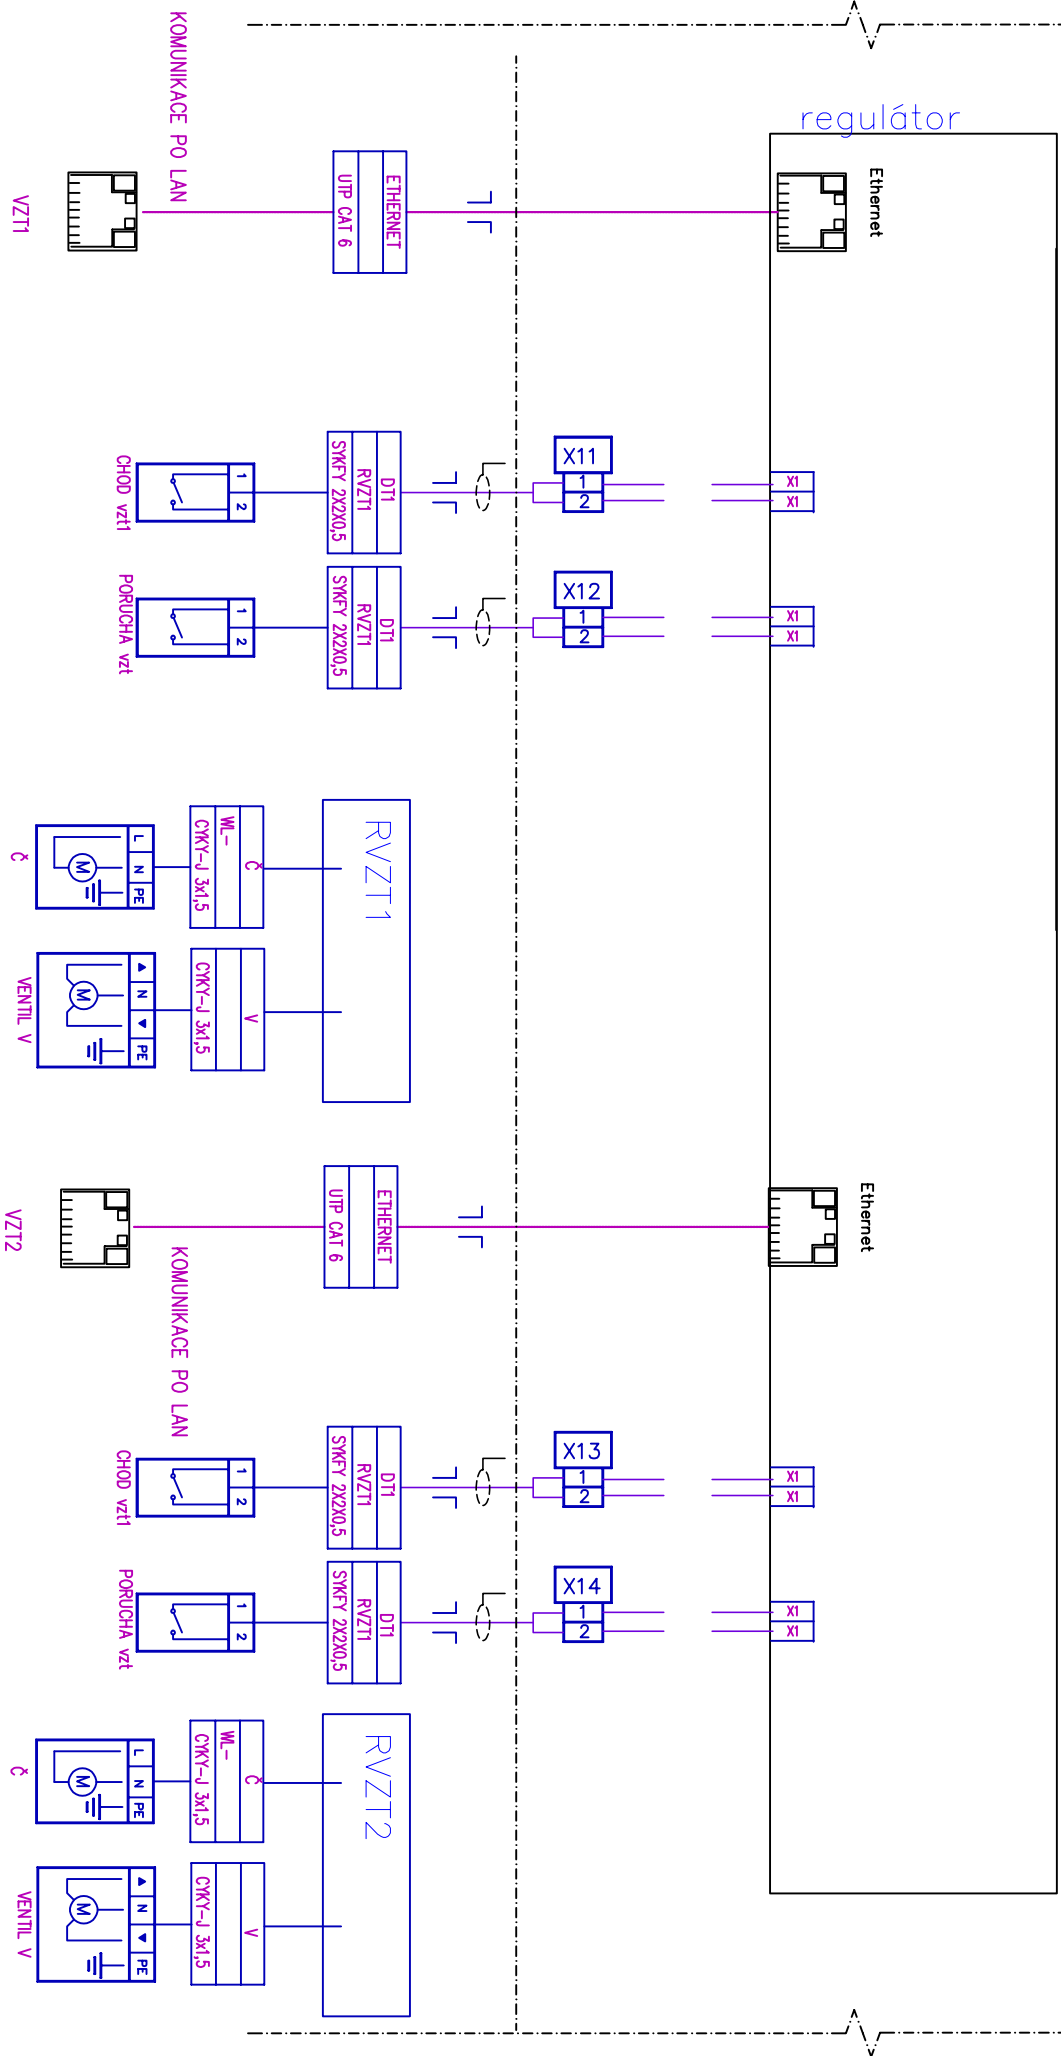 regulátor
Ethernet
KOMUNIKACE PO LAN
ETHERNET
UTP CAT 6
VZT1
X11
1
2
X1
X1
DT1
RVZT1
SYKFY 2X2X0,5
1
2
CHOD vzt1
X12
1
2
X1
X1
DT1
RVZT1
SYKFY 2X2X0,5
1
2
PORUCHA vzt
RVZT1
Č
WL-
CYKY-J 3x1,5
L
N
PE
M
Č
V
CYKY-J 3x1,5
N
PE
M
VENTIL V
Ethernet
ETHERNET
UTP CAT 6
VZT2
KOMUNIKACE PO LAN
X13
1
2
X1
X1
DT1
RVZT1
SYKFY 2X2X0,5
1
2
CHOD vzt1
X14
1
2
X1
X1
DT1
RVZT1
SYKFY 2X2X0,5
1
2
PORUCHA vzt
RVZT2
Č
WL-
CYKY-J 3x1,5
L
N
PE
M
Č
V
CYKY-J 3x1,5
N
PE
M
VENTIL V